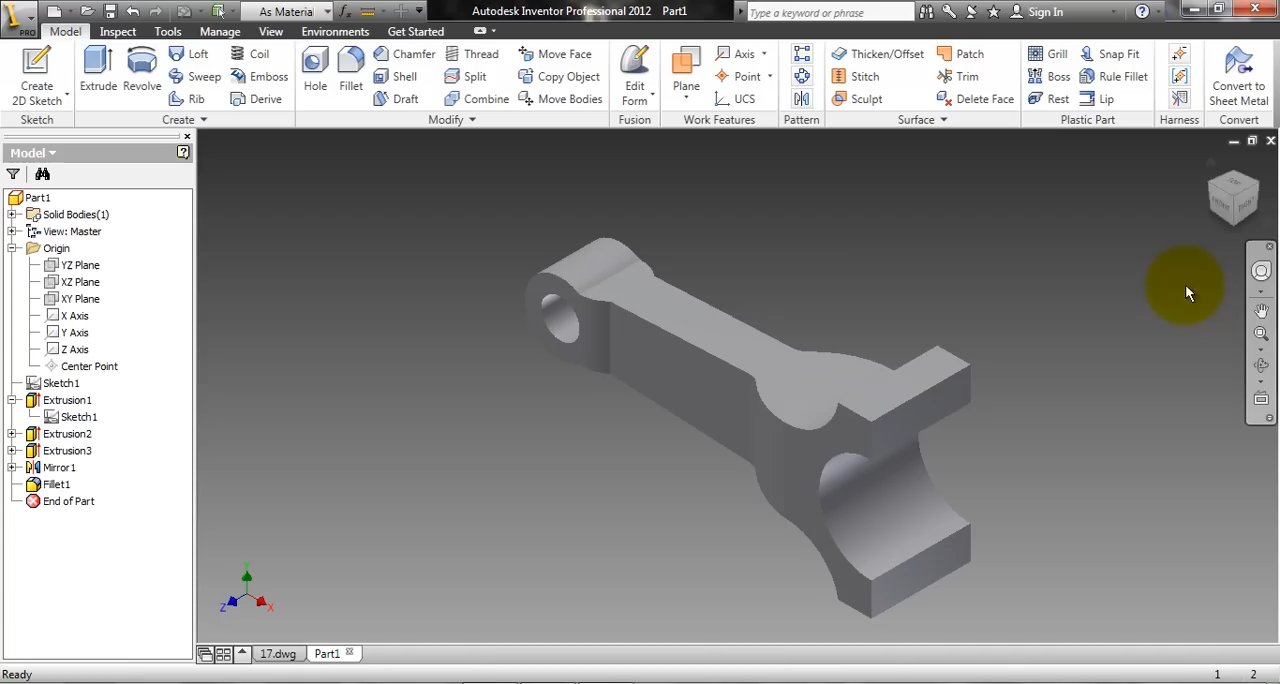 As Material
Autodesk Inventor Professional 2012 Part1
Type a keyword or phrase
Sign In
PRO
Model Inspect Tools Manage View Environments Get Started
Create
2D Sketch
Extrude
Revolve
Loft
Sweep
Rib
Coil
Emboss
Derive
Hole
Fillet
Chamfer
Shell
Draft
Thread
Split
Combine
Move Face
Copy Object
Move Bodies
Edit
Form
Plane
Axis
Point
UCS
Thicken/Offset
Stitch
Sculpt
Patch
Trim
Delete Face
Grill
Boss
Rest
Snap Fit
Rule Fillet
Lip
Convert to
Sheet Metal
Sketch Create Modify Fusion Work Features Pattern Surface Plastic Part Harness Convert
Model
Part1
Solid Bodies(1)
View: Master
Origin
YZ Plane
XZ Plane
XY Plane
X Axis
Y Axis
Z Axis
Center Point
Sketch1
Extrusion1
Sketch1
Extrusion2
Extrusion3
Mirror1
Fillet1
End of Part
TOP
FRONT
RIGHT
Y
Z
X
17.dwg Part1
Ready 1 2